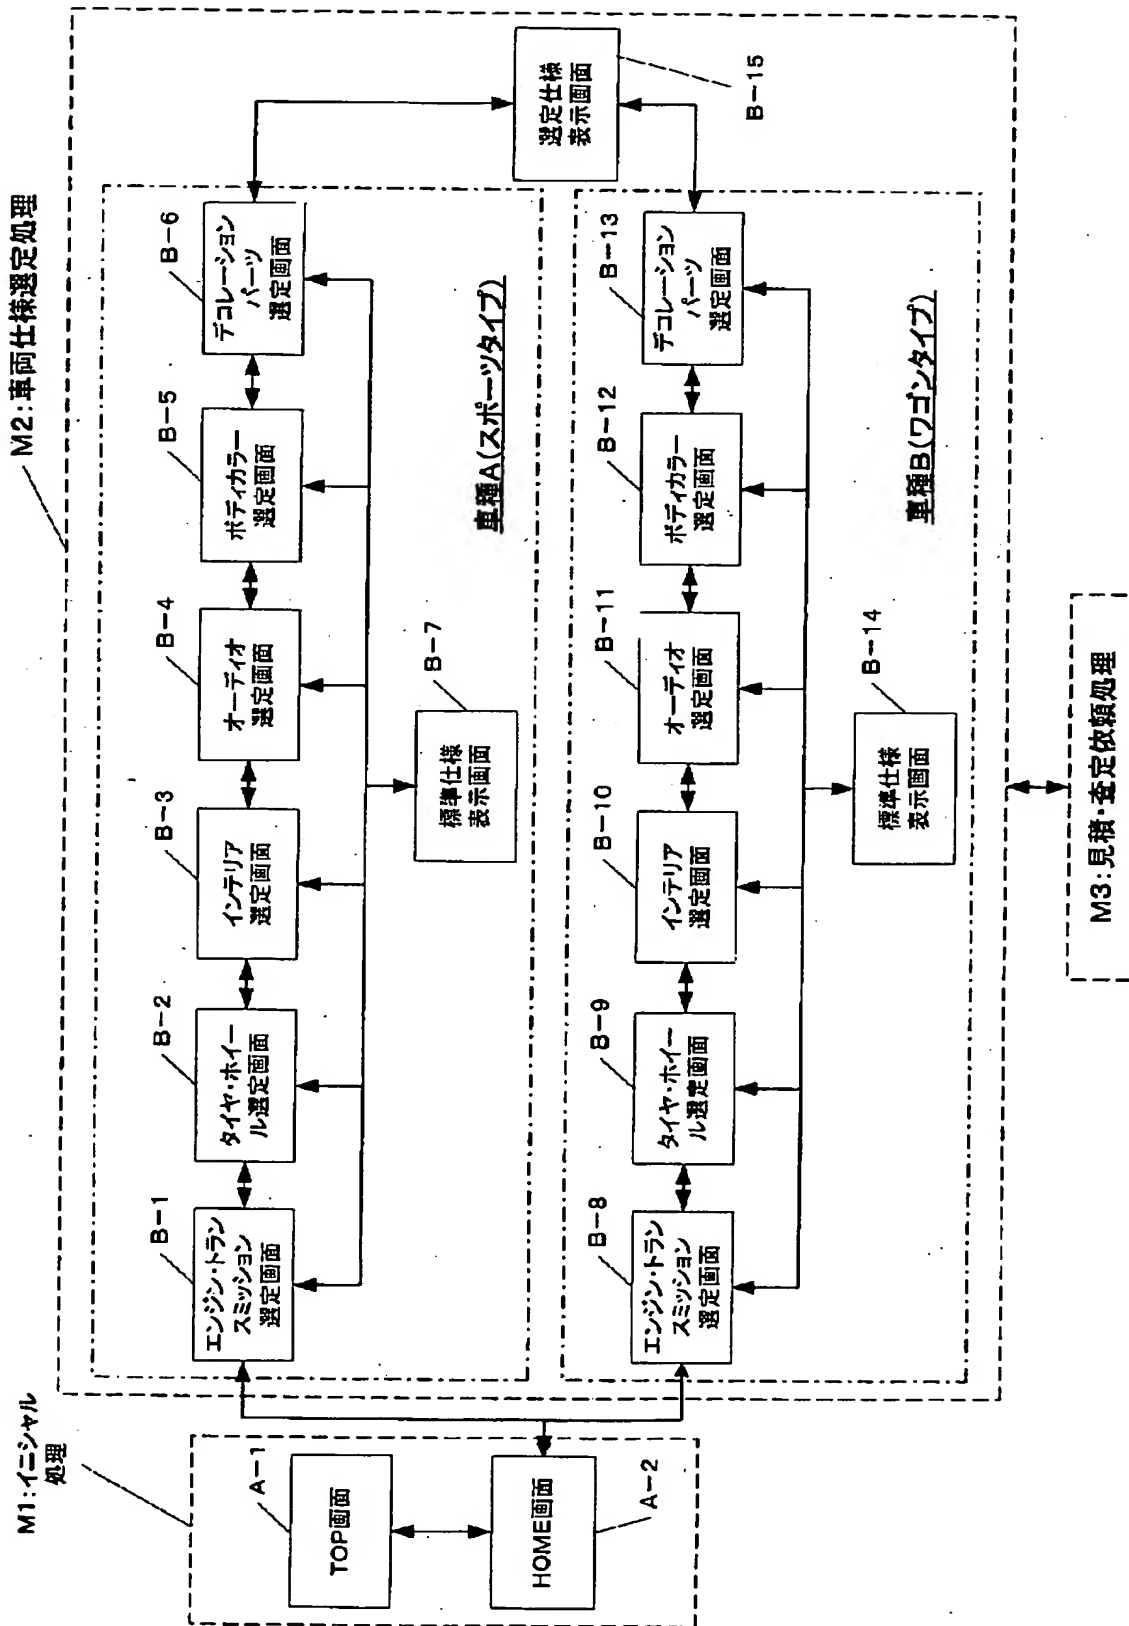 M1:イニシャル
処理
A-1
TOP画面
HOME画面
A-2
M2:車両仕様選定処理
B-1
エンジン・トラン
スミッション
選定画面
B-2
タイヤ・ホイー
ル選定画面
B-3
インテリア
選定画面
B-4
オーディオ
選定画面
B-5
ボディカラー
選定画面
B-6
デコレーション
パーツ
選定画面
B-7
標準仕様
表示画面
車種A(スポーツタイプ)
B-8
エンジン・トラン
スミッション
選定画面
B-9
タイヤ・ホイー
ル選定画面
B-10
インテリア
選定画面
B-11
オーディオ
選定画面
B-12
ボディカラー
選定画面
B-13
デコレーション
パーツ
選定画面
B-14
標準仕様
表示画面
車種B(ワゴンタイプ)
選定仕様
表示画面
B-15
M3:見積・査定依頼処理